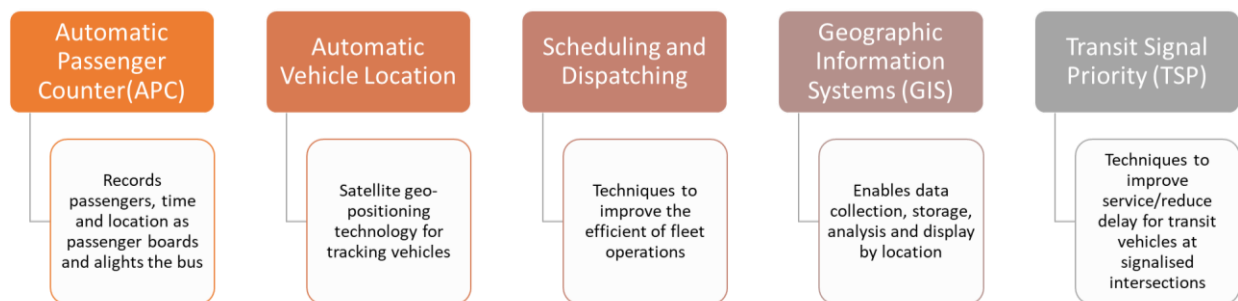 Automatic
Passenger
Counter(APC)
Records
passengers, time
and location as
passenger boards
and alights the bus
Automatic
Vehicle Location
Satellite geo-
positioning
technology for
tracking vehicles
Scheduling and
Dispatching
Techniques to
improve the
efficient of fleet
operations
Geographic
Information
Systems (GIS)
Enables data
collection, storage,
analysis and display
by location
Transit Signal
Priority (TSP)
Techniques to
improve
service/reduce
delay for transit
vehicles at
signalised
intersections